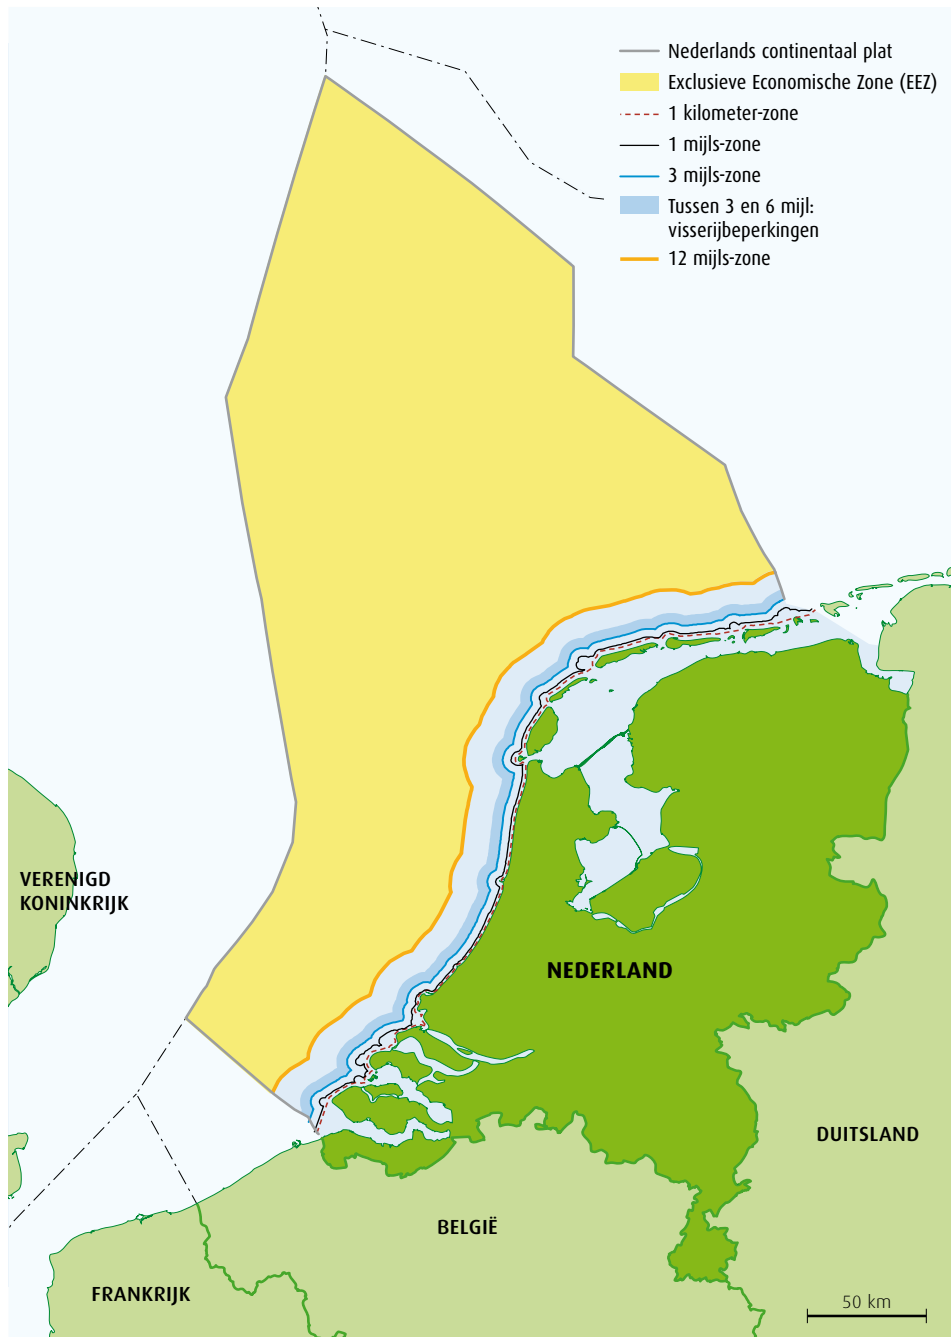 Nederlands continentaal plat
Exclusieve Economische Zone (EEZ)
1 kilometer-zone
1 mijls-zone
3 mijls-zone
Tussen 3 en 6 mijl:
visserijbeperkingen
12 mijls-zone
VERENIGD
KONINKRIJK
NEDERLAND
DUITSLAND
BELGIË
FRANKRIJK
50 km